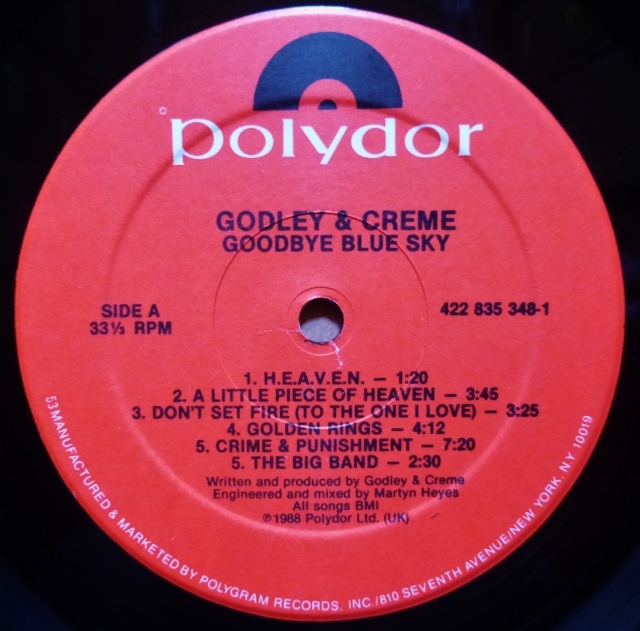 polydor
GODLEY & CREME
GOODBYE BLUE SKY
SIDE A
33⅓ RPM
422 835 348-1
1. H.E.A.V.E.N. — 1:20
2. A LITTLE PIECE OF HEAVEN — 3:45
3. DON'T SET FIRE (TO THE ONE I LOVE) — 3:25
4. GOLDEN RINGS — 4:12
5. CRIME & PUNISHMENT — 7:20
5. THE BIG BAND — 2:30
Written and produced by Godley & Creme
Engineered and mixed by Martyn Heyes
All songs BMI
℗1988 Polydor Ltd. (UK)
53 MANUFACTURED & MARKETED BY POLYGRAM RECORDS, INC./810 SEVENTH AVENUE/NEW YORK, NY 10019